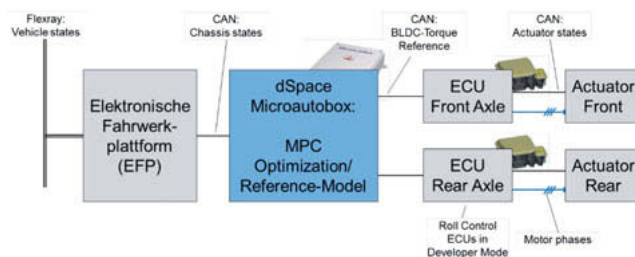 Flexray:
Vehicle states
CAN:
Chassis states
CAN:
BLDC-Torque
Reference
CAN:
Actuator states
Elektronische
Fahrwerk-
plattform
(EFP)
dSpace
Microautobox:
MPC
Optimization/
Reference-Model
ECU
Front Axle
Actuator
Front
ECU
Rear Axle
Actuator
Rear
Roll Control
ECUs in
Developer Mode
Motor phases